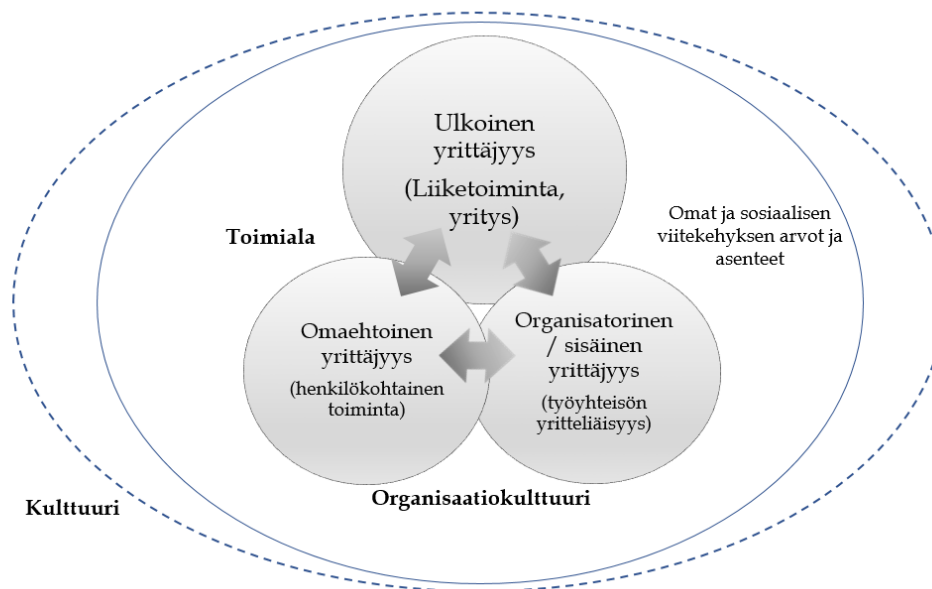 Ulkoinen
yrittäjyys
(Liiketoiminta,
yritys)
Toimiala
Omat ja sosiaalisen
viitekehyksen arvot ja
asenteet
Omaehtoinen
yrittäjyys
(henkilökohtainen
toiminta)
Organisatorinen
/ sisäinen
yrittäjyys
(työyhteisön
yritteliäisyys)
Kulttuuri
Organisaatiokulttuuri